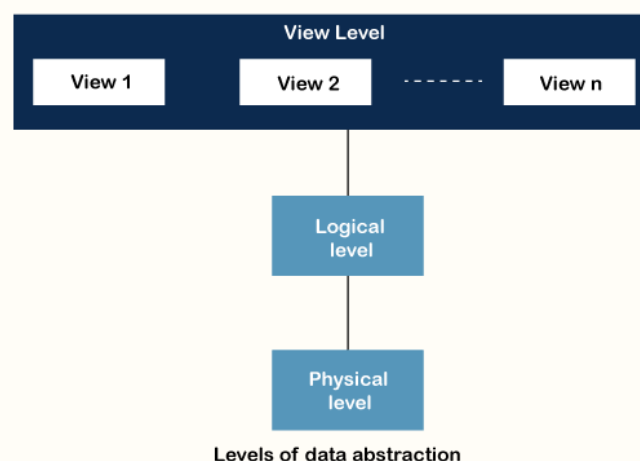 View Level
View 1
View 2
View n
Logical
level
Physical
level
Levels of data abstraction